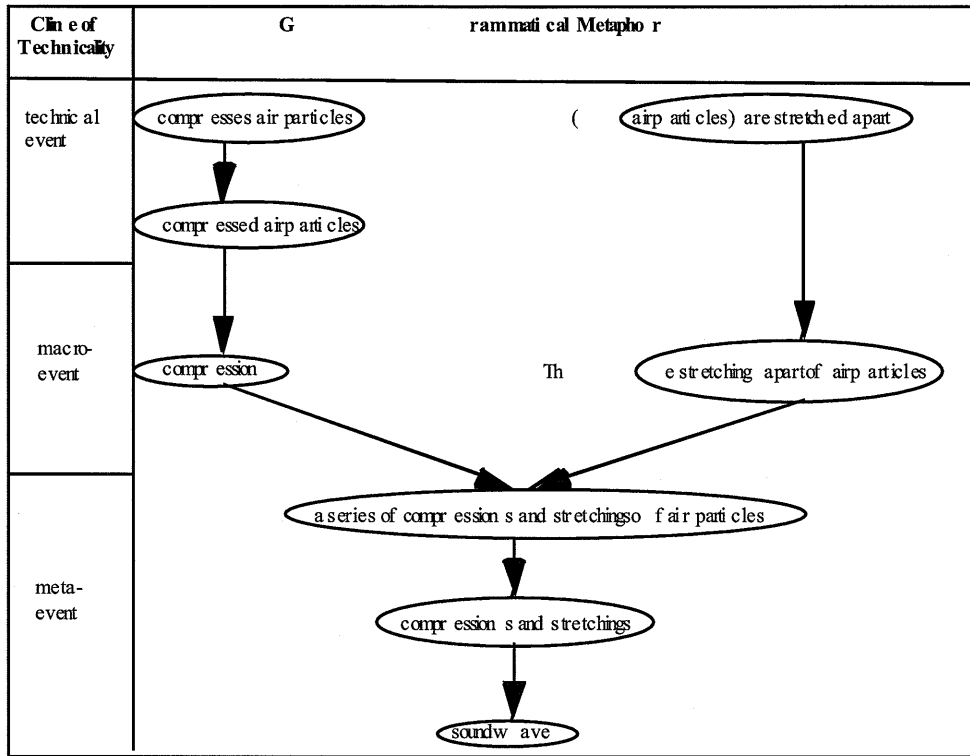 Cline of
Technicality
Grammatical Metaphor
technical
event
compresses air particles
(air particles) are stretched apart
compressed air particles
macro-
event
compression
The stretching apart of air particles
meta-
event
a series of compressions and stretchings of air particles
compressions and stretchings
soundwave